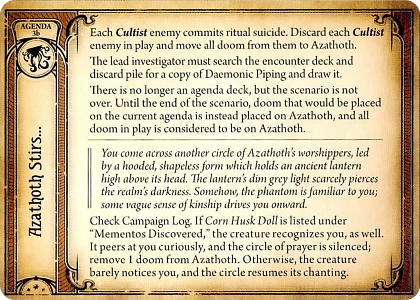 AGENDA
3b
Azathoth Stirs...
Each Cultist enemy commits ritual suicide. Discard each Cultist
enemy in play and move all doom from them to Azathoth.
The lead investigator must search the encounter deck and
discard pile for a copy of Daemonic Piping and draw it.
There is no longer an agenda deck, but the scenario is not
over. Until the end of the scenario, doom that would be placed
on the current agenda is instead placed on Azathoth, and all
doom in play is considered to be on Azathoth.
You come across another circle of Azathoth's worshippers, led
by a hooded, shapeless form which holds an ancient lantern
high above its head. The lantern's dim grey light scarcely pierces
the realm's darkness. Somehow, the phantom is familiar to you;
some vague sense of kinship drives you onward.
Check Campaign Log. If Corn Husk Doll is listed under
"Mementos Discovered," the creature recognizes you, as well.
It peers at you curiously, and the circle of prayer is silenced;
remove 1 doom from Azathoth. Otherwise, the creature
barely notices you, and the circle resumes its chanting.